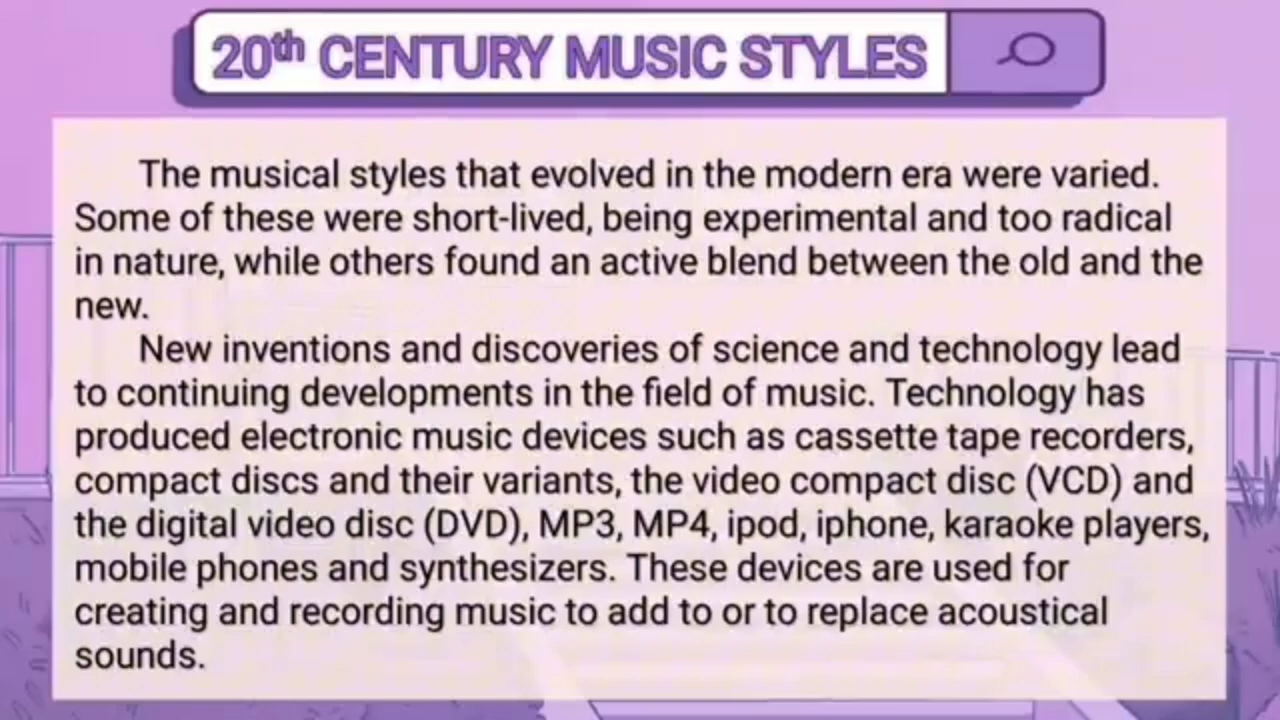 20th CENTURY MUSIC STYLES
The musical styles that evolved in the modern era were varied.
Some of these were short-lived, being experimental and too radical
in nature, while others found an active blend between the old and the
new.
New inventions and discoveries of science and technology lead
to continuing developments in the field of music. Technology has
produced electronic music devices such as cassette tape recorders,
compact discs and their variants, the video compact disc (VCD) and
the digital video disc (DVD), MP3, MP4, ipod, iphone, karaoke players,
mobile phones and synthesizers. These devices are used for
creating and recording music to add to or to replace acoustical
sounds.